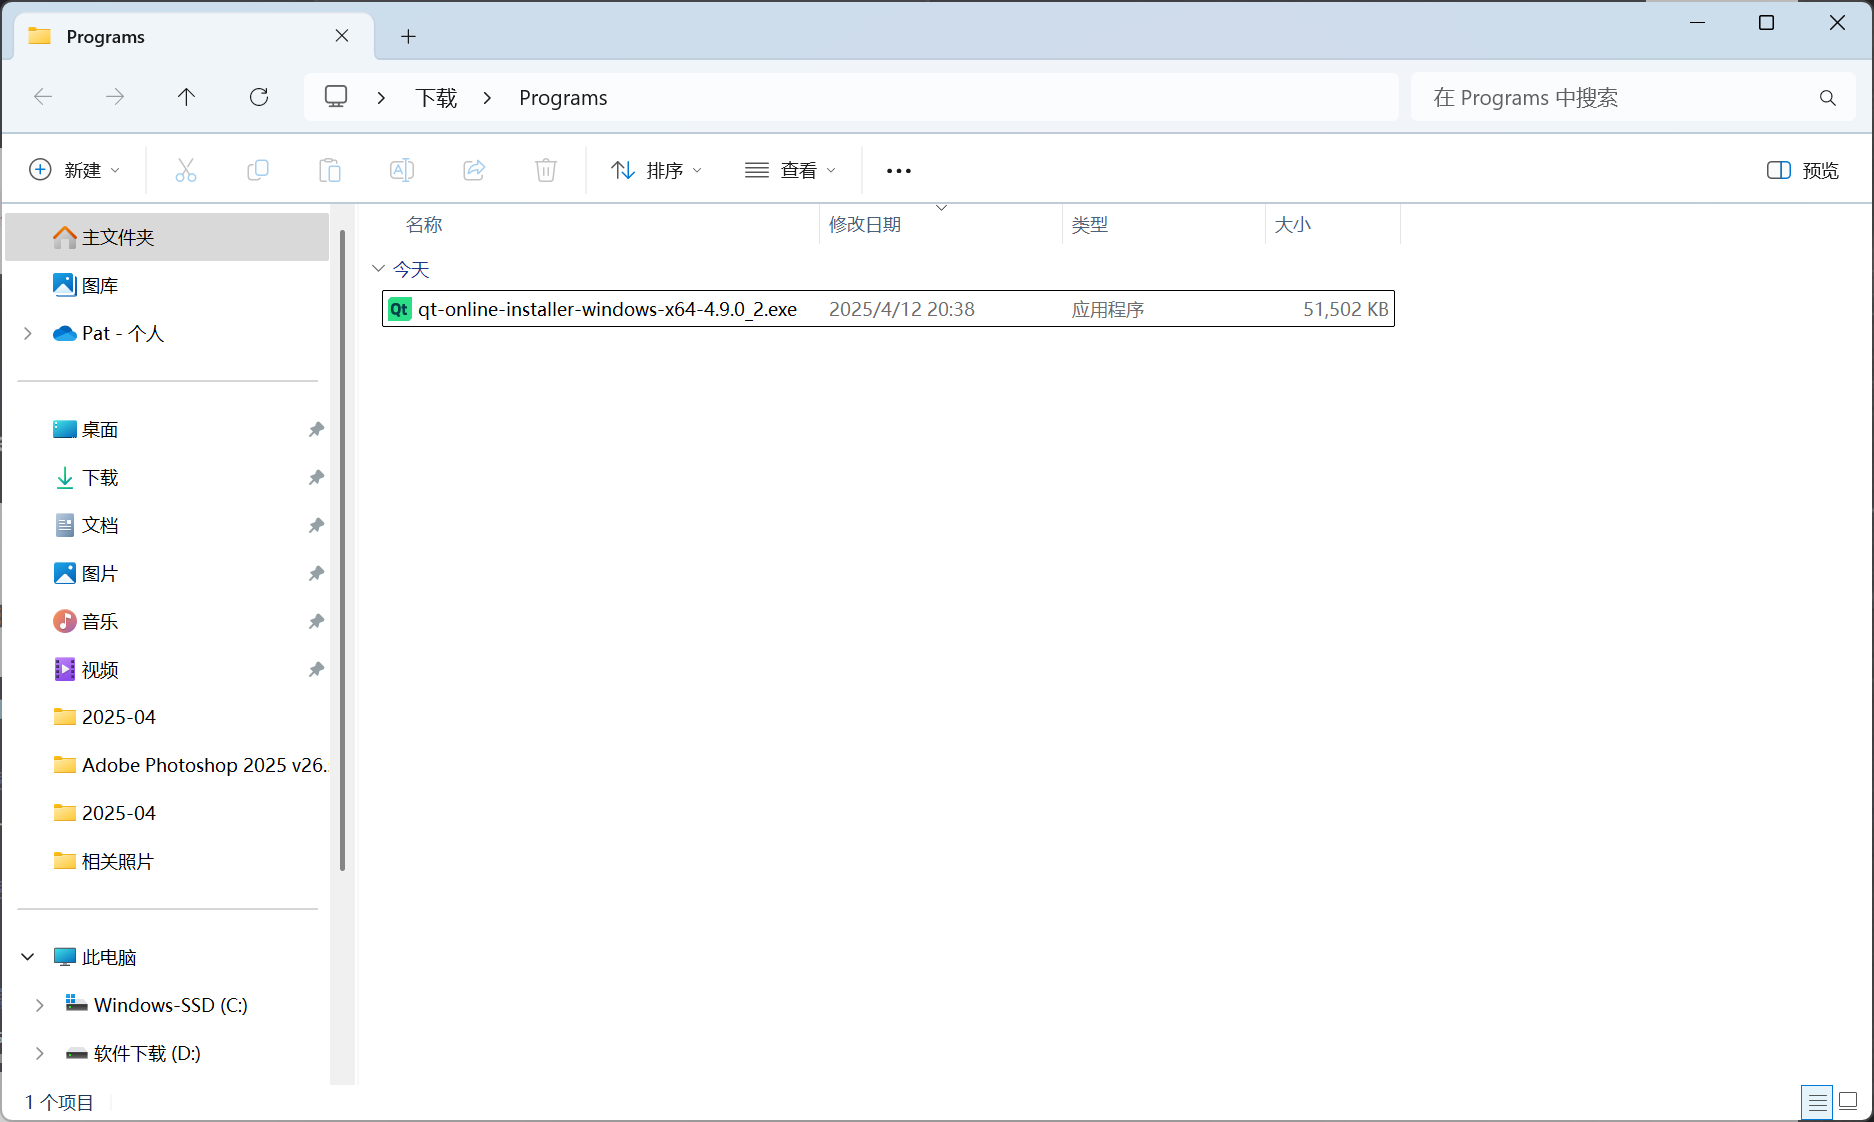 Programs
下载
Programs
在 Programs 中搜索
新建
A
排序
查看
预览
名称
修改日期
类型
大小
今天
Qt qt-online-installer-windows-x64-4.9.0_2.exe 2025/4/12 20:38 应用程序 51,502 KB
主文件夹
图库
Pat - 个人
桌面
下载
文档
图片
音乐
视频
2025-04
Adobe Photoshop 2025 v26.
2025-04
相关照片
此电脑
Windows-SSD (C:)
软件下载 (D:)
1 个项目